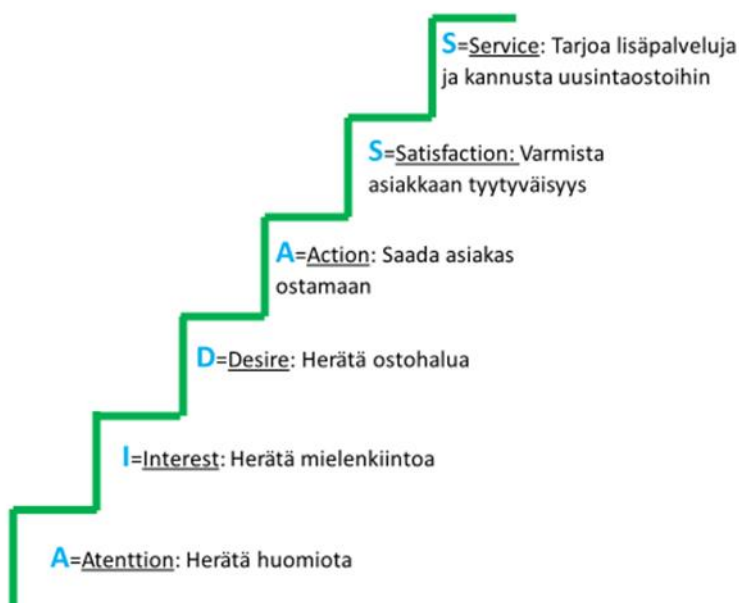 S=Service: Tarjoa lisäpalveluja
ja kannusta uusintaostoihin
S=Satisfaction: Varmista
asiakkaan tyytyväisyys
A=Action: Saada asiakas
ostamaan
D=Desire: Herätä ostohalua
I=Interest: Herätä mielenkiintoa
A=Atenttion: Herätä huomiota